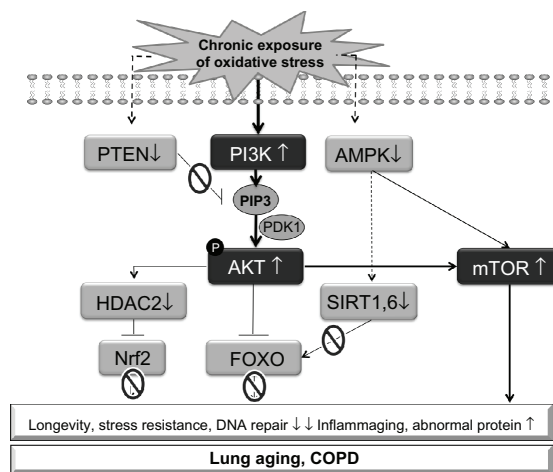 Chronic exposure
of oxidative stress
PTEN↓
PI3K ↑
AMPK↓
PIP3
PDK1
P
AKT ↑
mTOR ↑
HDAC2↓
SIRT1,6↓
Nrf2
FOXO
Longevity, stress resistance, DNA repair ↓↓ Inflammaging, abnormal protein ↑
Lung aging, COPD